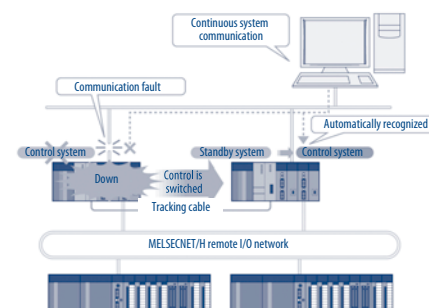 Continuous system
communication
Communication fault
Automatically recognized
Control system
Standby system
Control system
Down
Control is
switched
Tracking cable
MELSECNET/H remote I/O network